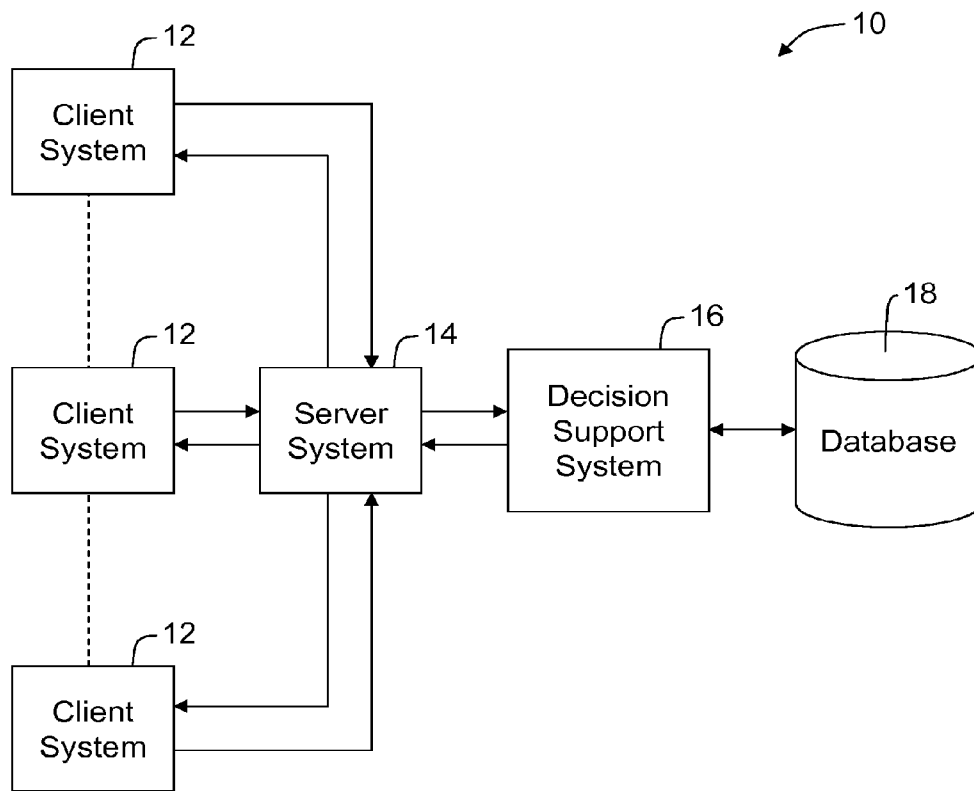 10
12
Client
System
12
Client
System
14
Server
System
16
Decision
Support
System
18
Database
12
Client
System